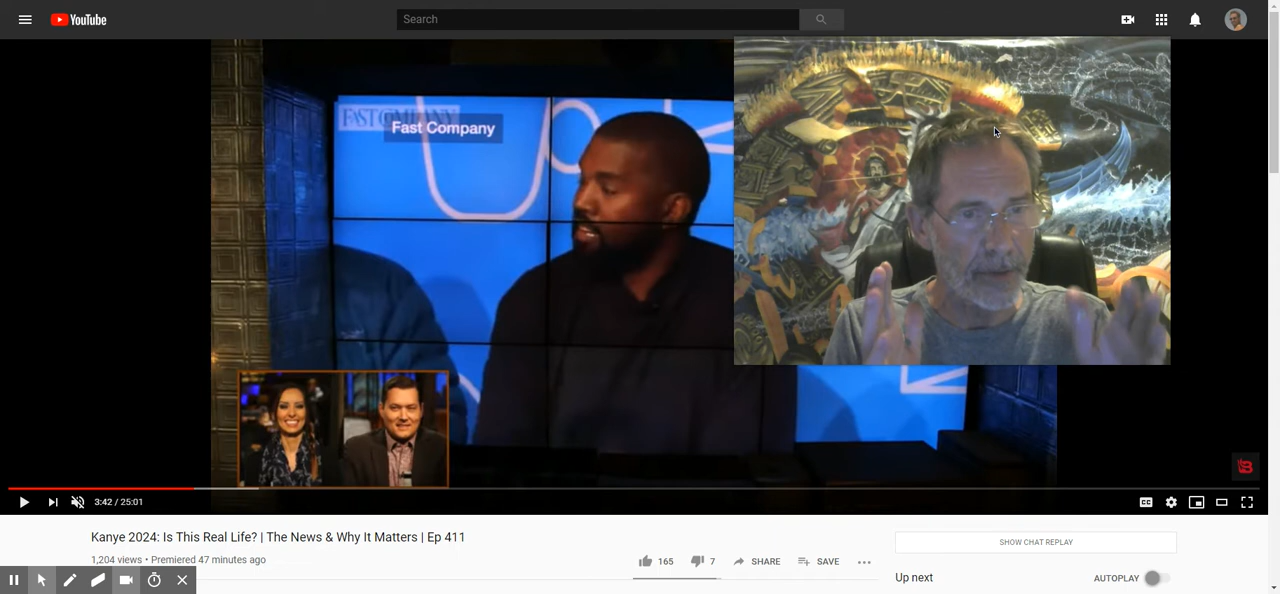 YouTube
Search
FAST COMPANY
Fast Company
3:42 / 25:01
CC
Kanye 2024: Is This Real Life? | The News & Why It Matters | Ep 411
1,204 views • Premiered 47 minutes ago
165
7
SHARE
SAVE
SHOW CHAT REPLAY
Up next
AUTOPLAY